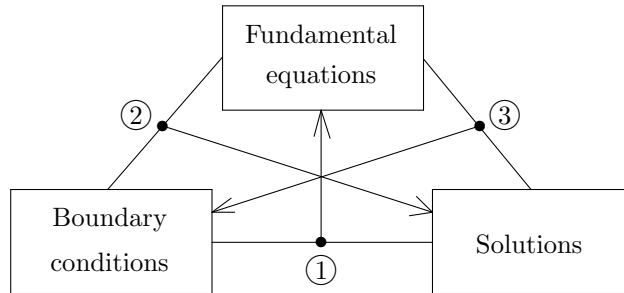 Fundamental
equations
②
③
Boundary
conditions
Solutions
①